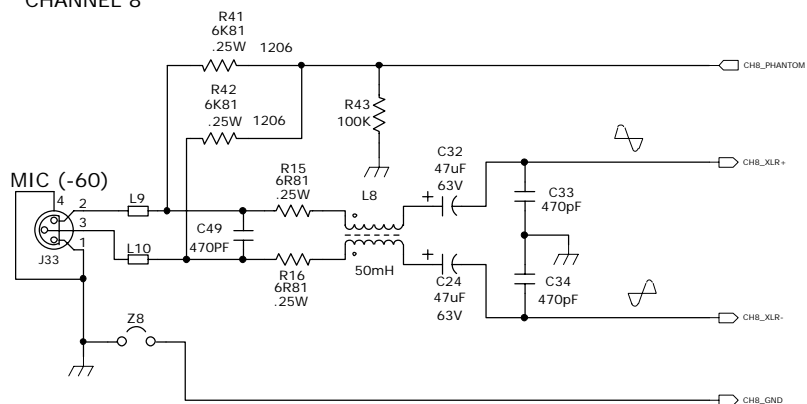 CHANNEL 8
R41
6K81
.25W 1206
CH8_PHANTOM
R42
6K81
.25W 1206
R43
100K
C32
47uF
63V
CH8_XLR+
MIC (-60)
4
2
3
1
J33
L9
L10
C49
470PF
R15
6R81
.25W
L8
+
C33
470pF
R16
6R81
.25W
50mH
+
C24
47uF
63V
C34
470pF
CH8_XLR-
Z8
CH8_GND